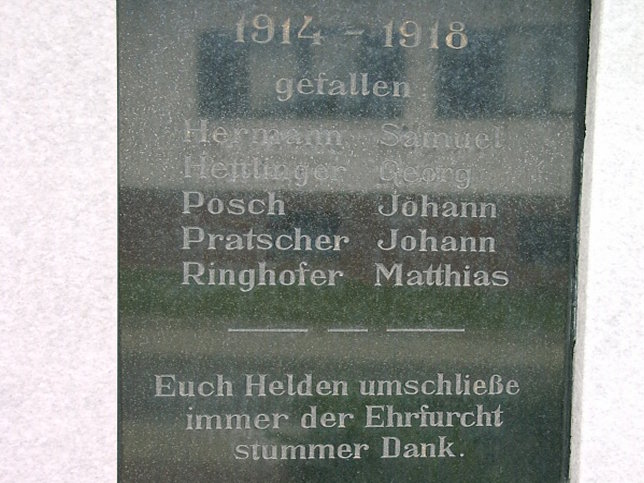 1914 - 1918
gefallen
Hermann Samuel
Heftlinger Georg
Posch Johann
Pratscher Johann
Ringhofer Matthias
Euch Helden umschließe
immer der Ehrfurcht
stummer Dank.